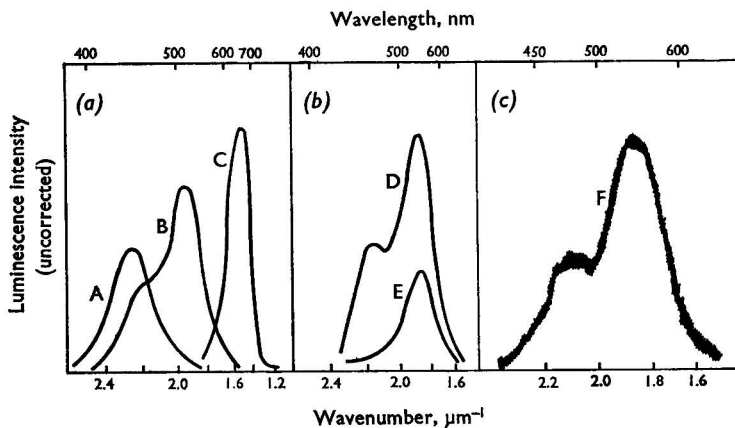 Wavelength, nm
400 500 600 700 400 500 600 450 500 600
(a) (b) (c)
C
D
B
F
A
E
Luminescence intensity
(uncorrected)
2.4 2.0 1.6 1.2 2.4 2.0 1.6 2.2 2.0 1.8 1.6
Wavenumber, μm⁻¹